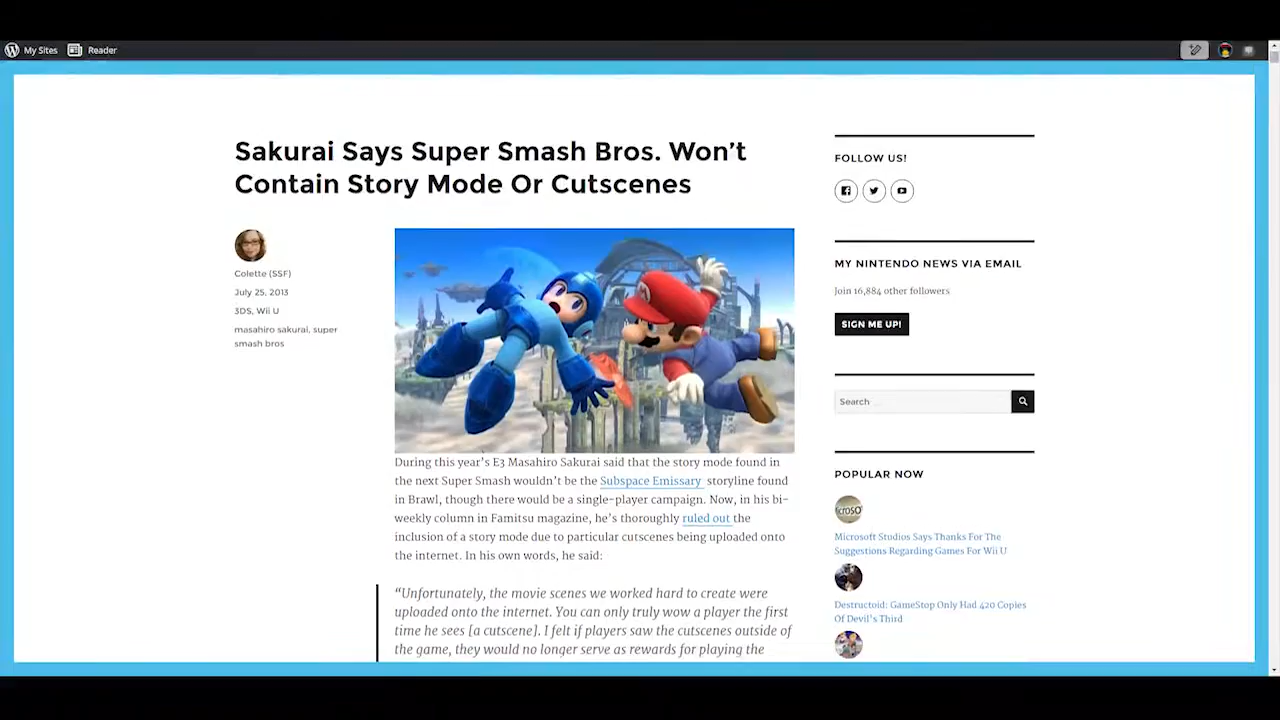 My Sites
Reader
Sakurai Says Super Smash Bros. Won't
Contain Story Mode Or Cutscenes
Colette (SSF)
July 25, 2013
3DS, Wii U
masahiro sakurai, super
smash bros
During this year's E3 Masahiro Sakurai said that the story mode found in
the next Super Smash wouldn't be the Subspace Emissary storyline found
in Brawl, though there would be a single-player campaign. Now, in his bi-
weekly column in Famitsu magazine, he's thoroughly ruled out the
inclusion of a story mode due to particular cutscenes being uploaded onto
the internet. In his own words, he said:
"Unfortunately, the movie scenes we worked hard to create were
uploaded onto the internet. You can only truly wow a player the first
time he sees [a cutscene]. I felt if players saw the cutscenes outside of
the game, they would no longer serve as rewards for playing the
FOLLOW US!
MY NINTENDO NEWS VIA EMAIL
Join 16,884 other followers
SIGN ME UP!
Search …
POPULAR NOW
Microsoft Studios Says Thanks For The
Suggestions Regarding Games For Wii U
Destructoid: GameStop Only Had 420 Copies
Of Devil's Third